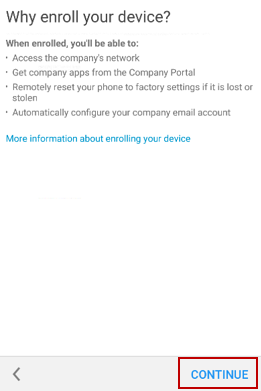 Why enroll your device?
When enrolled, you'll be able to:
• Access the company's network
• Get company apps from the Company Portal
• Remotely reset your phone to factory settings if it is lost or
stolen
• Automatically configure your company email account
More information about enrolling your device
CONTINUE